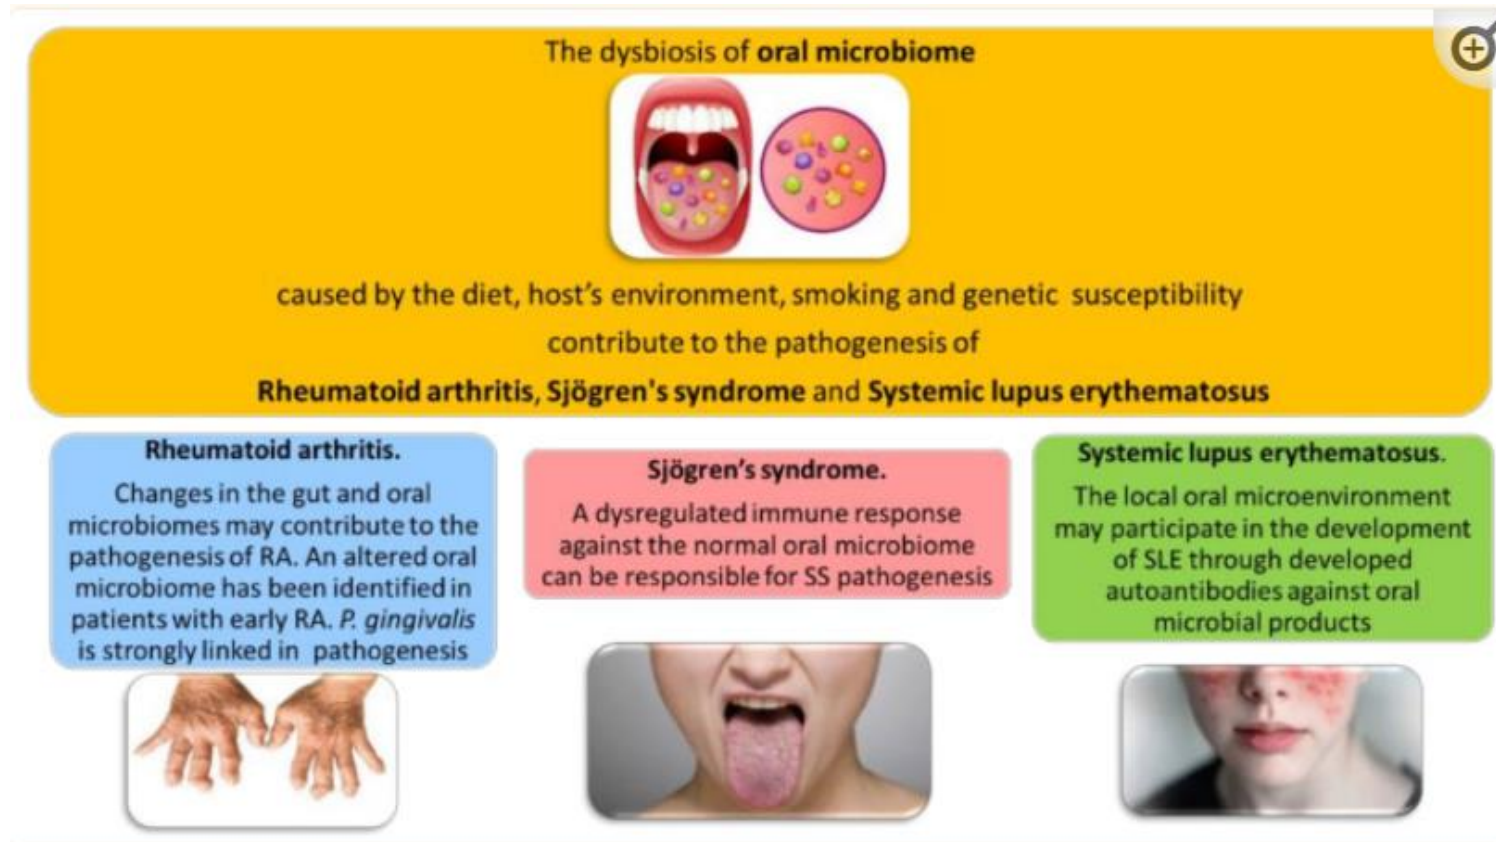 The dysbiosis of oral microbiome
caused by the diet, host's environment, smoking and genetic susceptibility
contribute to the pathogenesis of
Rheumatoid arthritis, Sjögren's syndrome and Systemic lupus erythematosus
Rheumatoid arthritis.
Changes in the gut and oral
microbiomes may contribute to the
pathogenesis of RA. An altered oral
microbiome has been identified in
patients with early RA. P. gingivalis
is strongly linked in pathogenesis
Sjögren's syndrome.
A dysregulated immune response
against the normal oral microbiome
can be responsible for SS pathogenesis
Systemic lupus erythematosus.
The local oral microenvironment
may participate in the development
of SLE through developed
autoantibodies against oral
microbial products